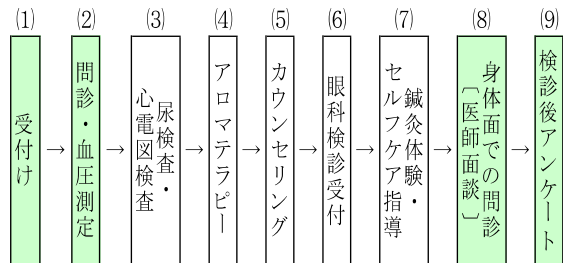 (1)
受付け
→
(2)
問診・血圧測定
→
(3)
尿検査・
心電図検査
→
(4)
アロマテラピー
→
(5)
カウンセリング
→
(6)
眼科検診受付
→
(7)
鍼灸体験・
セルフケア指導
→
(8)
身体面での問診
〔医師面談〕
→
(9)
検診後アンケート